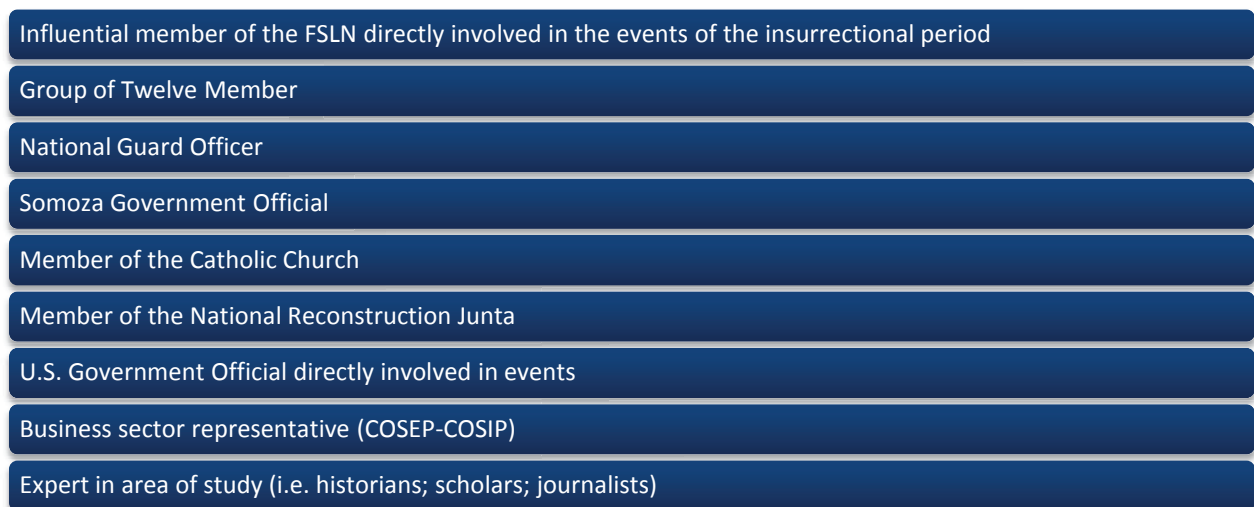 Influential member of the FSLN directly involved in the events of the insurrectional period
Group of Twelve Member
National Guard Officer
Somoza Government Official
Member of the Catholic Church
Member of the National Reconstruction Junta
U.S. Government Official directly involved in events
Business sector representative (COSEP-COSIP)
Expert in area of study (i.e. historians; scholars; journalists)